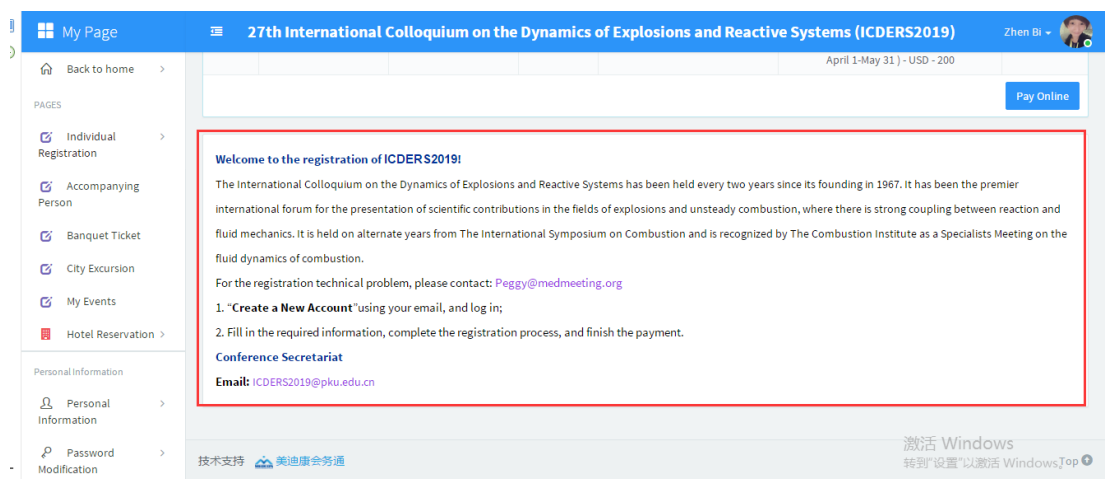 My Page
27th International Colloquium on the Dynamics of Explosions and Reactive Systems (ICDERS2019)
Zhen Bi
Back to home
PAGES
Individual
Registration
Accompanying
Person
Banquet Ticket
City Excursion
My Events
Hotel Reservation
Personal Information
Personal
Information
Password
Modification
April 1-May 31 ) - USD - 200
Pay Online
Welcome to the registration of ICDERS2019!
The International Colloquium on the Dynamics of Explosions and Reactive Systems has been held every two years since its founding in 1967. It has been the premier
international forum for the presentation of scientific contributions in the fields of explosions and unsteady combustion, where there is strong coupling between reaction and
fluid mechanics. It is held on alternate years from The International Symposium on Combustion and is recognized by The Combustion Institute as a Specialists Meeting on the
fluid dynamics of combustion.
For the registration technical problem, please contact: Peggy@medmeeting.org
1. “Create a New Account”using your email, and log in;
2. Fill in the required information, complete the registration process, and finish the payment.
Conference Secretariat
Email: ICDERS2019@pku.edu.cn
技术支持 美迪康会务通
激活 Windows
转到"设置"以激活 Windows。
Top